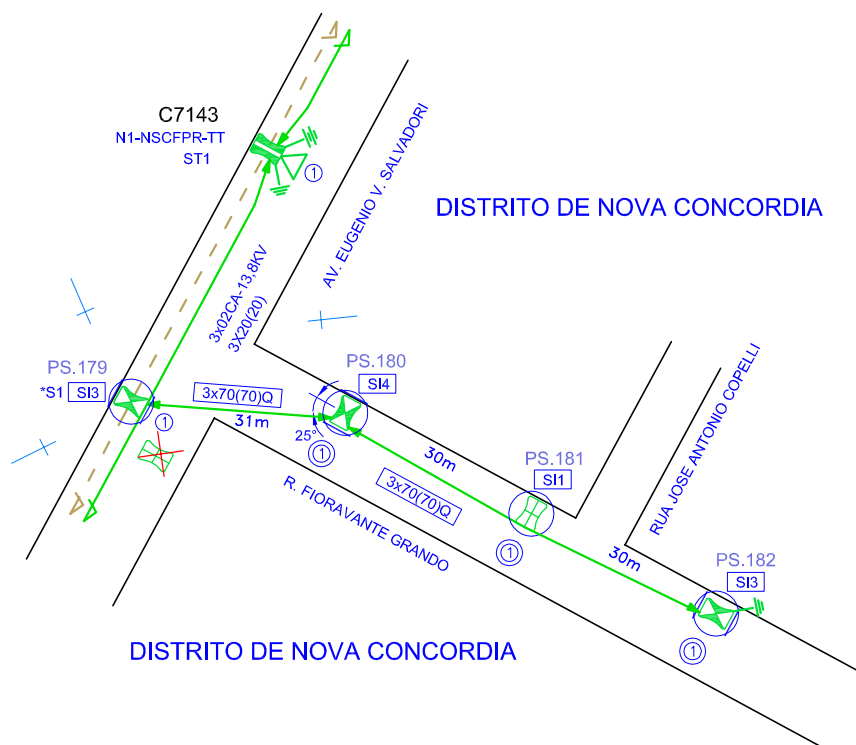 C7143
N1-NSCFPR-TT
ST1
1
AV. EUGENIO V. SALVADORI
DISTRITO DE NOVA CONCORDIA
3x02CA-13,8KV
3X20(20)
PS.179
*S1 SI3
1
3x70(70)Q
31m
PS.180
SI4
25°
1
30m
3x70(70)Q
R. FIORAVANTE GRANDO
PS.181
SI1
1
RUA JOSE ANTONIO COPELLI
30m
PS.182
SI3
1
DISTRITO DE NOVA CONCORDIA